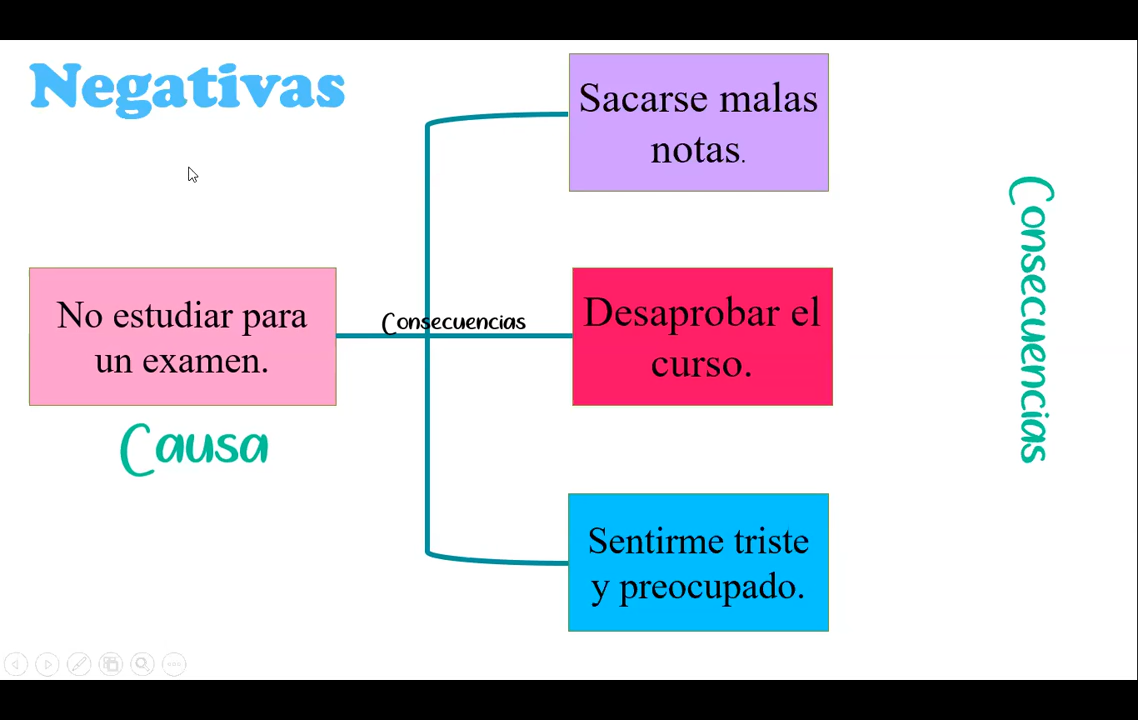 Negativas
Sacarse malas
notas.
No estudiar para
un examen.
Causa
Consecuencias
Desaprobar el
curso.
Sentirme triste
y preocupado.
Consecuencias